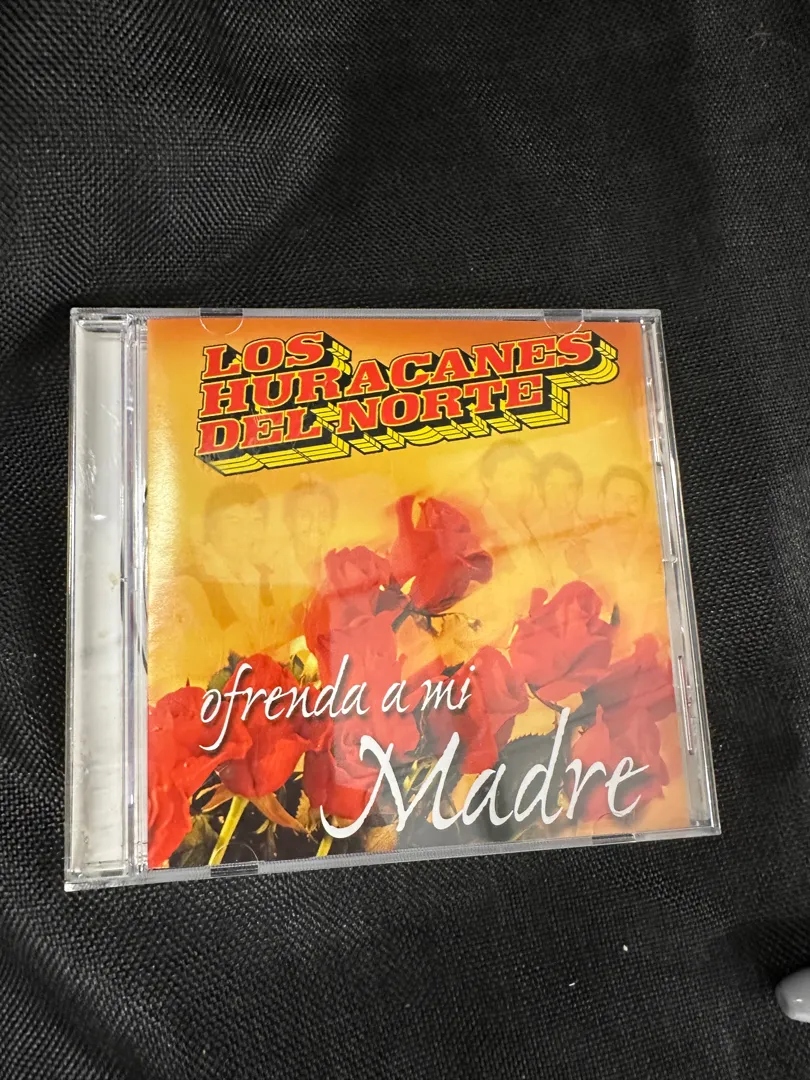 LOS
HURACANES
DEL NORTE
ofrenda a mi
Madre